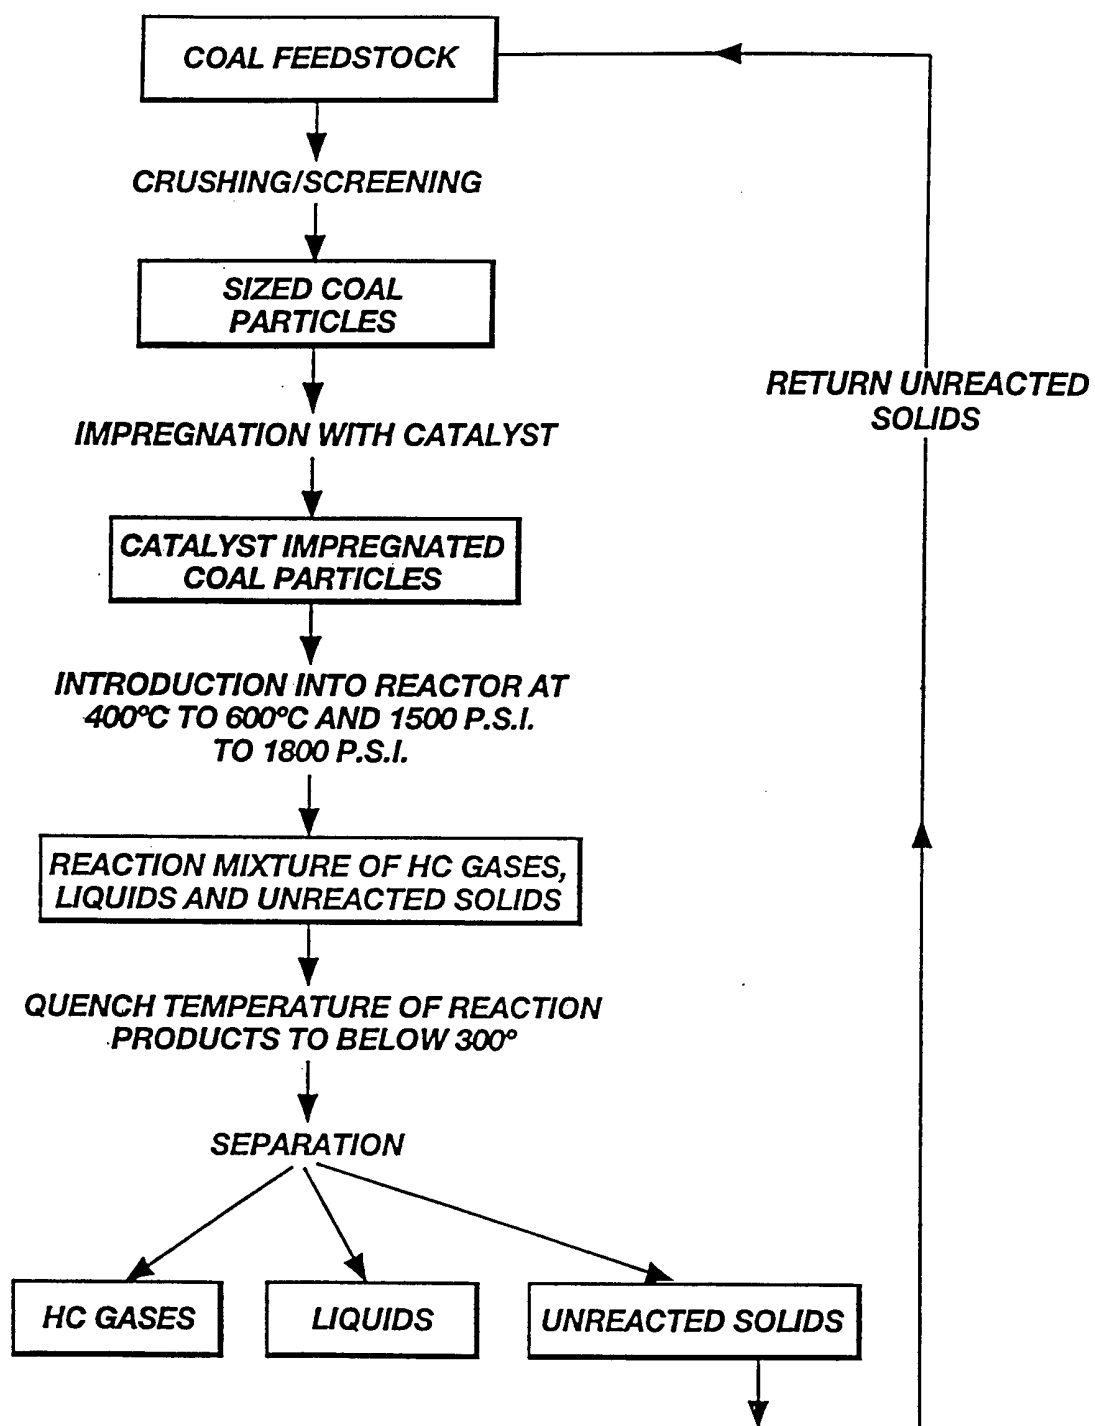 COAL FEEDSTOCK
CRUSHING/SCREENING
SIZED COAL
PARTICLES
RETURN UNREACTED
SOLIDS
IMPREGNATION WITH CATALYST
CATALYST IMPREGNATED
COAL PARTICLES
INTRODUCTION INTO REACTOR AT
400°C TO 600°C AND 1500 P.S.I.
TO 1800 P.S.I.
REACTION MIXTURE OF HC GASES,
LIQUIDS AND UNREACTED SOLIDS
QUENCH TEMPERATURE OF REACTION
PRODUCTS TO BELOW 300°
SEPARATION
HC GASES
LIQUIDS
UNREACTED SOLIDS